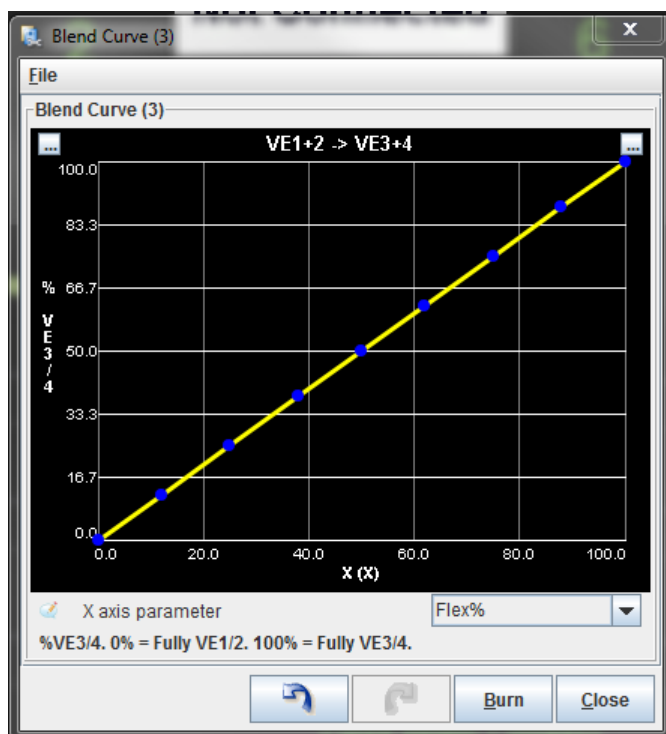 Blend Curve (3)
x
File
Blend Curve (3)
...
VE1+2 -> VE3+4
...
100.0
83.3
66.7
50.0
33.3
16.7
0.0
% VE3/4
0.0 20.0 40.0 60.0 80.0 100.0
X (X)
X axis parameter Flex%
%VE3/4. 0% = Fully VE1/2. 100% = Fully VE3/4.
Burn Close